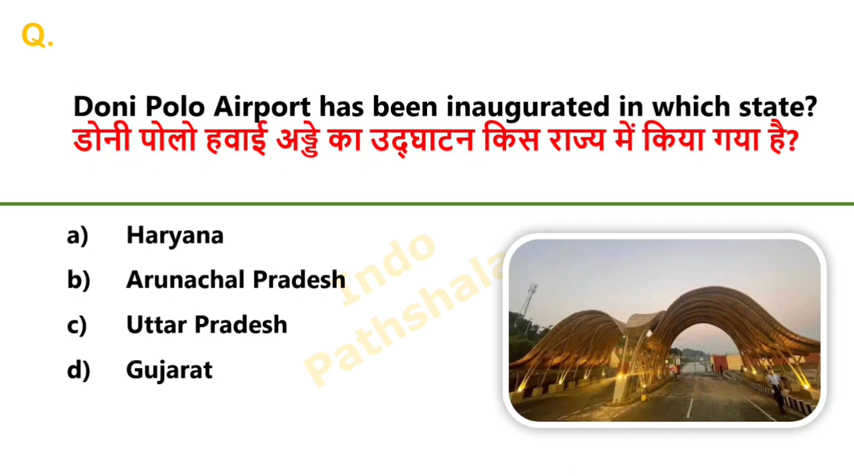 Q.
Doni Polo Airport has been inaugurated in which state?
डोनी पोलो हवाई अड्डे का उद्घाटन किस राज्य में किया गया है?
a) Haryana
b) Arunachal Pradesh
c) Uttar Pradesh
d) Gujarat
Indo
Pathshala